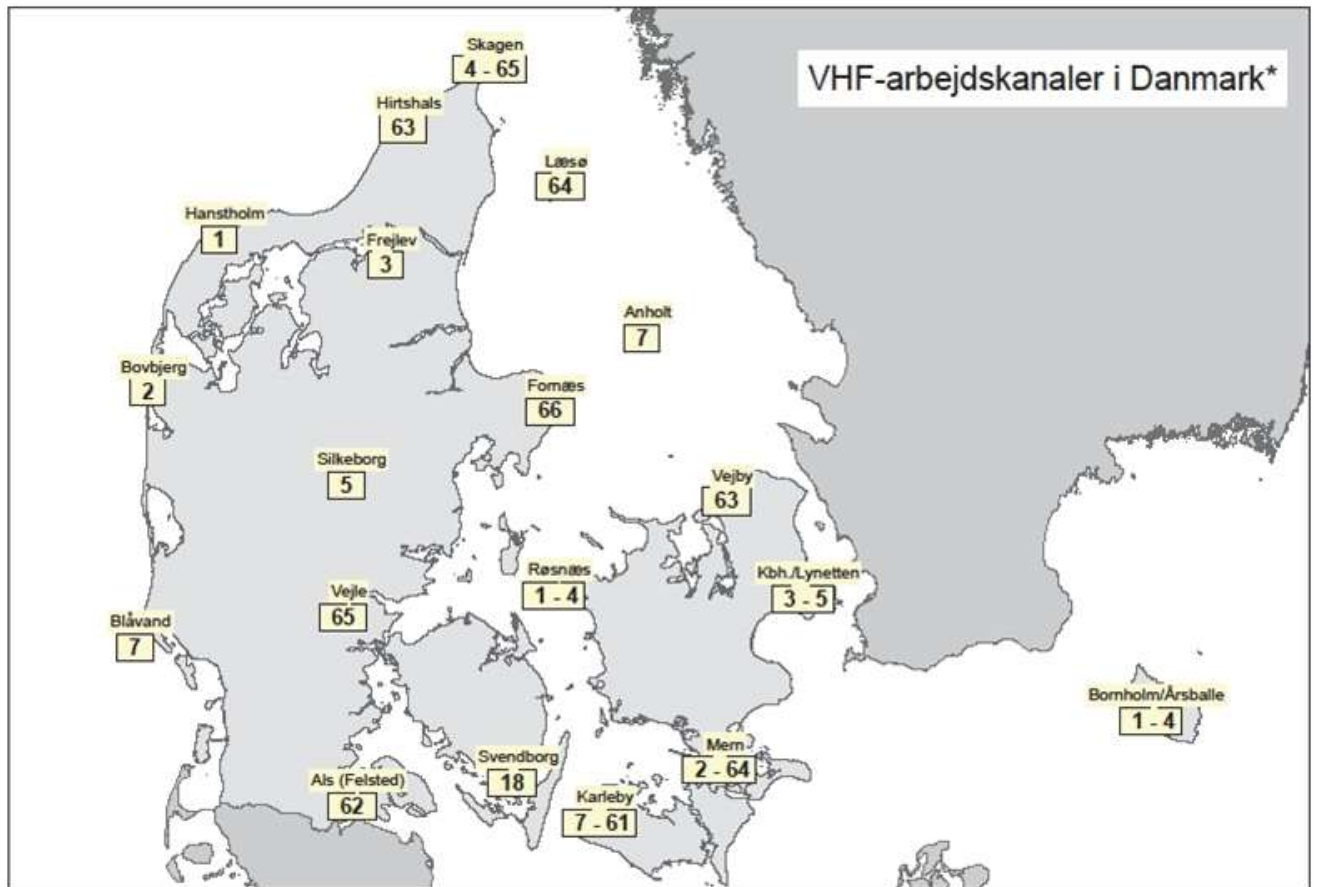 Skagen
4 - 65
VHF-arbejdskanaler i Danmark*
Hirtshals
63
Læsø
64
Hanstholm
1
Frejlev
3
Anholt
7
Bovbjerg
2
Fornæs
66
Silkeborg
5
Vejby
63
Røsnæs
1 - 4
Kbh./Lynetten
3 - 5
Vejle
65
Blåvand
7
Bornholm/Årsballe
1 - 4
Mern
2 - 64
Svendborg
18
Als (Felsted)
62
Karleby
7 - 61